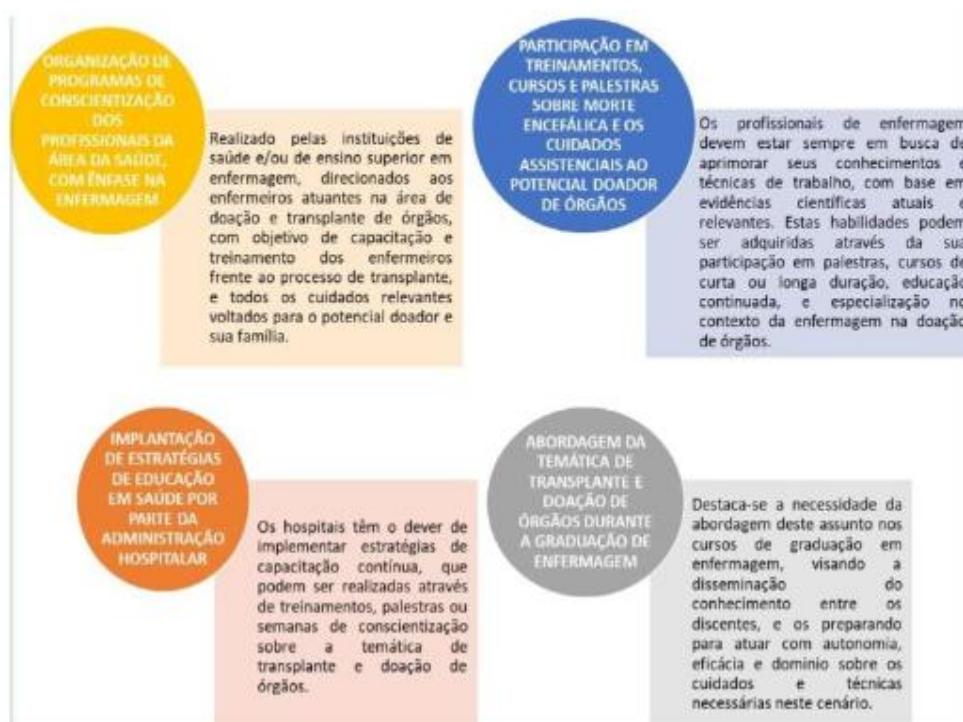 ORGANIZAÇÃO DE
PROGRAMAS DE
CONSCIENTIZAÇÃO
DOS
PROFISSIONAIS DA
ÁREA DA SAÚDE,
COM ÊNFASE NA
ENFERMAGEM
Realizado pelas instituições de
saúde e/ou de ensino superior em
enfermagem, direcionados aos
enfermeiros atuantes na área de
doação e transplante de órgãos,
com objetivo de capacitação e
treinamento dos enfermeiros
frente ao processo de transplante,
e todos os cuidados relevantes
voltados para o potencial doador e
sua família.
PARTICIPAÇÃO EM
TREINAMENTOS,
CURSOS E PALESTRAS
SOBRE MORTE
ENCEFÁLICA E OS
CUIDADOS
ASSISTENCIAIS AO
POTENCIAL DOADOR
DE ÓRGÃOS
Os profissionais de enfermagem
devem estar sempre em busca de
aprimorar seus conhecimentos e
técnicas de trabalho, com base em
evidências científicas atuais e
relevantes. Estas habilidades podem
ser adquiridas através da sua
participação em palestras, cursos de
curta ou longa duração, educação
continuada, e especialização no
contexto da enfermagem na doação
de órgãos.
IMPLANTAÇÃO
DE ESTRATÉGIAS
DE EDUCAÇÃO
EM SAÚDE POR
PARTE DA
ADMINISTRAÇÃO
HOSPITALAR
Os hospitais têm o dever de
implementar estratégias de
capacitação contínua, que
podem ser realizadas através
de treinamentos, palestras ou
semanas de conscientização
sobre a temática de
transplante e doação de
órgãos.
ABORDAGEM DA
TEMÁTICA DE
TRANSPLANTE E
DOAÇÃO DE
ÓRGÃOS DURANTE
A GRADUAÇÃO DE
ENFERMAGEM
Destaca-se a necessidade da
abordagem deste assunto nos
cursos de graduação em
enfermagem, visando a
disseminação do
conhecimento entre os
discentes, e os preparando
para atuar com autonomia,
eficácia e domínio sobre os
cuidados e técnicas
necessárias neste cenário.